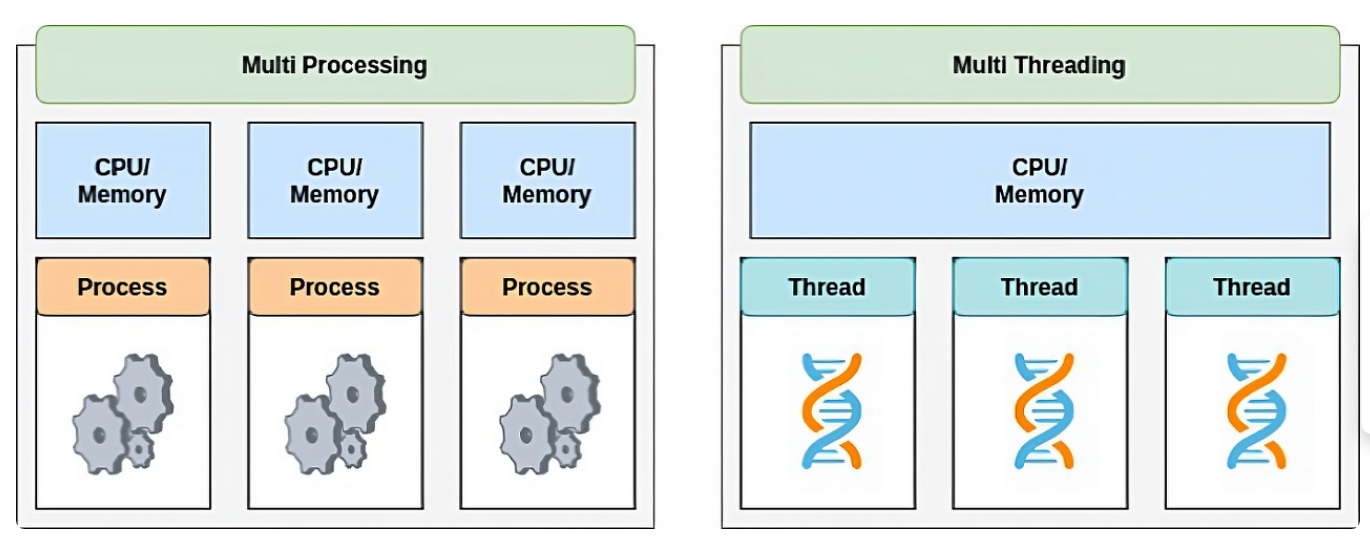 Multi Processing
CPU/
Memory
CPU/
Memory
CPU/
Memory
Process
Process
Process
Multi Threading
CPU/
Memory
Thread
Thread
Thread